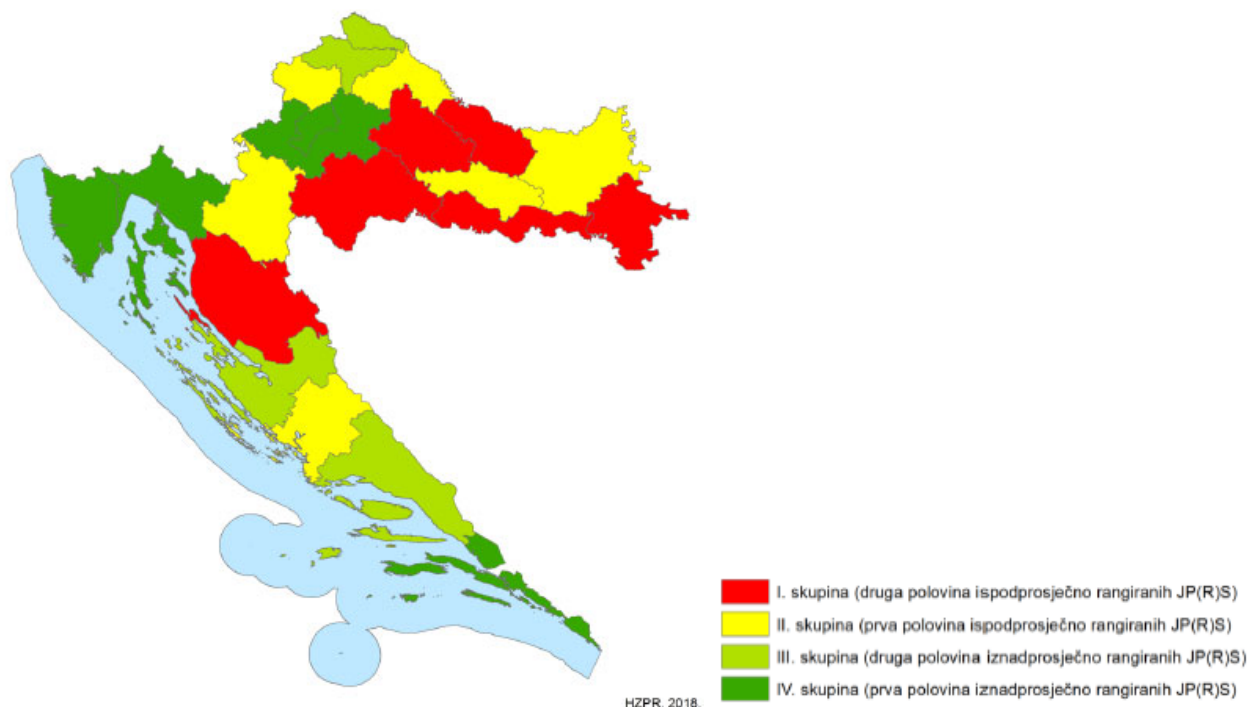 I. skupina (druga polovina ispodprosječno rangiranih JP(R)S)
II. skupina (prva polovina ispodprosječno rangiranih JP(R)S)
III. skupina (druga polovina iznadprosječno rangiranih JP(R)S)
IV. skupina (prva polovina iznadprosječno rangiranih JP(R)S)
HZPR, 2018.